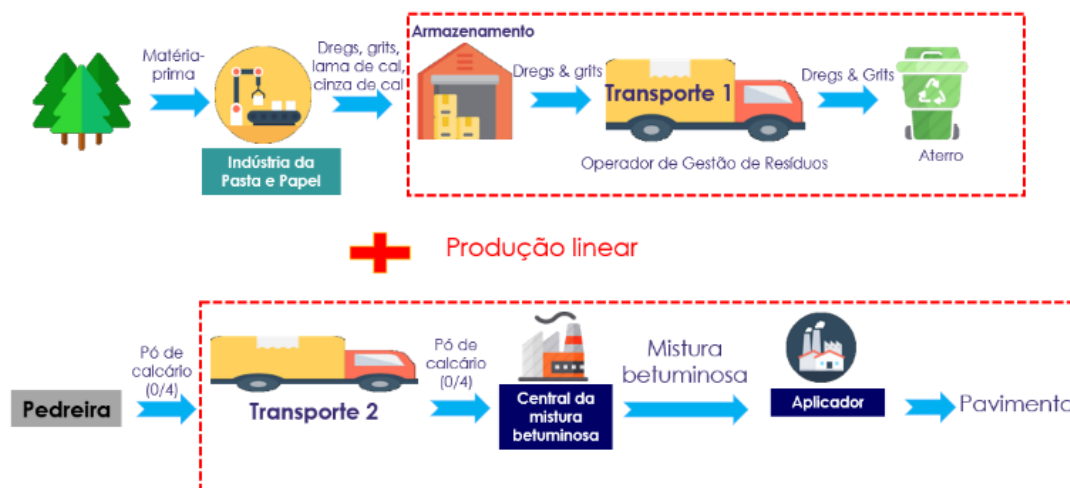 Matéria-
prima
Indústria da
Pasta e Papel
Dregs, grits,
lama de cal,
cinza de cal
Armazenamento
Dregs & grits
Transporte 1
Operador de Gestão de Resíduos
Dregs & Grits
Aterro
Produção linear
Pedreira
Pó de
calcário
(0/4)
Transporte 2
Pó de
calcário
(0/4)
Central da
mistura
betuminosa
Mistura
betuminosa
Aplicador
Pavimento